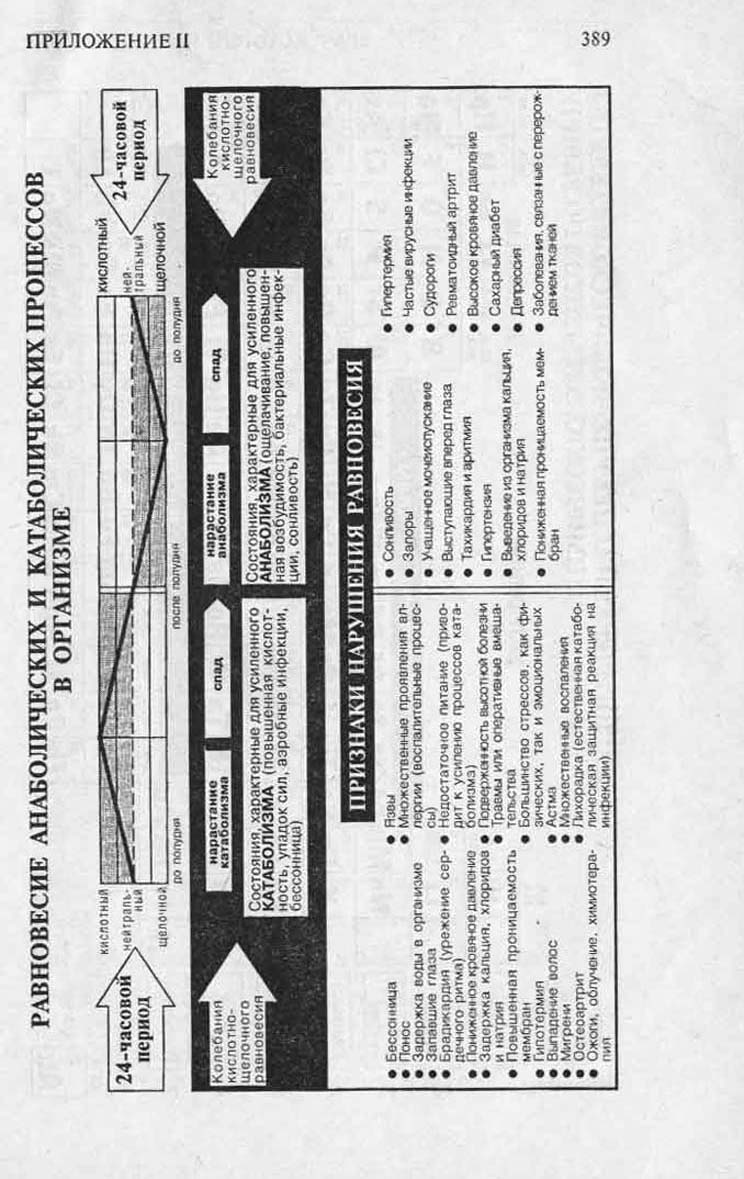 ПРИЛОЖЕНИЕ II
389
РАВНОВЕСИЕ АНАБОЛИЧЕСКИХ И КАТАБОЛИЧЕСКИХ ПРОЦЕССОВ
В ОРГАНИЗМЕ
24-часовой
период
кислотный
нейтраль-
ный
щелочной
до полудня
после полудня
до полудня
кислотный
ней-
тральный
щелочной
24-часовой
период
Колебания
кислотно-
щелочного
равновесия
нарастание
катаболизма
спад
нарастание
анаболизма
спад
Колебания
кислотно-
щелочного
равновесия
Состояния, характерные для усиленного
КАТАБОЛИЗМА (повышенная кислот-
ность, упадок сил, аэробные инфекции,
бессонница)
Состояния, характерные для усиленного
АНАБОЛИЗМА (ощелачивание, повышен-
ная возбудимость, бактериальные инфек-
ции, сонливость)
ПРИЗНАКИ НАРУШЕНИЯ РАВНОВЕСИЯ
● Бессонница
● Понос
● Задержка воды в организме
● Запавшие глаза
● Брадикардия (урежение сер-
дечного ритма)
● Пониженное кровяное давление
● Задержка кальция, хлоридов
и натрия
● Повышенная проницаемость
мембран
● Гипотермия
● Выпадение волос
● Мигрени
● Остеоартрит
● Ожоги, облучение, химиотера-
пия
● Язвы
● Множественные проявления ал-
лергии (воспалительные процес-
сы)
● Недостаточное питание (приво-
дит к усилению процессов ката-
болизма)
● Подверженность высотной болезни
● Травмы или оперативные вмеша-
тельства
● Большинство стрессов, как фи-
зических, так и эмоциональных
● Астма
● Множественные воспаления
● Лихорадка (естественная катабо-
лическая защитная реакция на
инфекции)
● Сонливость
● Запоры
● Учащенное мочеиспускание
● Выступающие вперед глаза
● Тахикардия и аритмия
● Гипертензия
● Выведение из организма кальция,
хлоридов и натрия
● Пониженная проницаемость мем-
бран
● Гипертермия
● Частые вирусные инфекции
● Судороги
● Ревматоидный артрит
● Высокое кровяное давление
● Сахарный диабет
● Депрессия
● Заболевания, связанные с перерож-
дением тканей